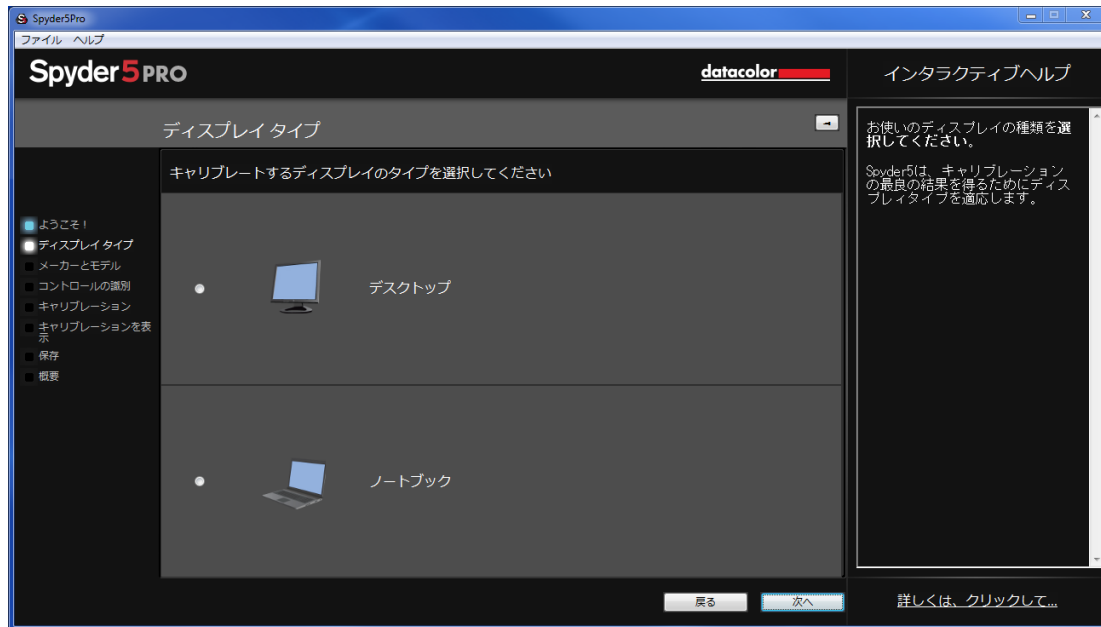 Spyder5Pro
ファイル ヘルプ
Spyder5PRO
datacolor
インタラクティブヘルプ
ディスプレイ タイプ
キャリブレートするディスプレイのタイプを選択してください
ようこそ!
ディスプレイ タイプ
メーカーとモデル
コントロールの識別
キャリブレーション
キャリブレーションを表
示
保存
概要
デスクトップ
ノートブック
お使いのディスプレイの種類を選
択してください。
Spyder5は、キャリブレーション
の最良の結果を得るためにディス
プレィタイプを適応します。
戻る
次へ
詳しくは、クリックして...